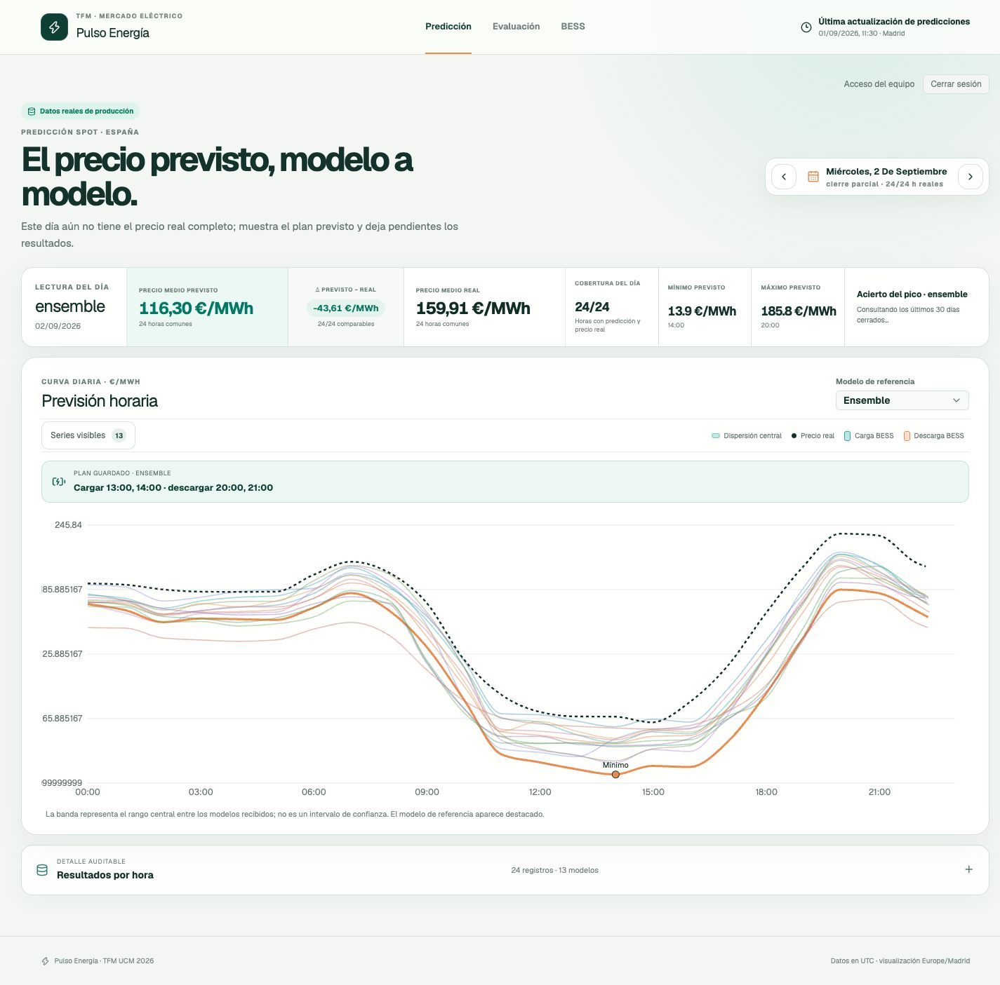 TFM · MERCADO ELÉCTRICO
Pulso Energía
Predicción
Evaluación
BESS
Última actualización de predicciones
01/09/2026, 11:30 · Madrid
Acceso del equipo
Cerrar sesión
Datos reales de producción
PREDICCIÓN SPOT · ESPAÑA
El precio previsto, modelo a
modelo.
Este día aún no tiene el precio real completo; muestra el plan previsto y deja pendientes los
resultados.
Miércoles, 2 De Septiembre
cierre parcial · 24/24 h reales
LECTURA DEL DÍA
ensemble
02/09/2026
PRECIO MEDIO PREVISTO
116,30 €/MWh
24 horas comunes
Δ PREVISTO − REAL
-43,61 €/MWh
24/24 comparables
PRECIO MEDIO REAL
159,91 €/MWh
24 horas comunes
COBERTURA DEL DÍA
24/24
Horas con predicción y
precio real
MÍNIMO PREVISTO
13.9 €/MWh
14:00
MÁXIMO PREVISTO
185.8 €/MWh
20:00
Acierto del pico · ensemble
Consultando los últimos 30 días
cerrados…
CURVA DIARIA · €/MWH
Previsión horaria
Modelo de referencia
Ensemble
Series visibles 13
Dispersión central
Precio real
Carga BESS
Descarga BESS
PLAN GUARDADO · ENSEMBLE
Cargar 13:00, 14:00 · descargar 20:00, 21:00
245.84
85.885167
25.885167
65.885167
99999999
Mínimo
00:00
03:00
06:00
09:00
12:00
15:00
18:00
21:00
La banda representa el rango central entre los modelos recibidos; no es un intervalo de confianza. El modelo de referencia aparece destacado.
DETALLE AUDITABLE
Resultados por hora
24 registros · 13 modelos
+
Pulso Energía · TFM UCM 2026
Datos en UTC · visualización Europe/Madrid